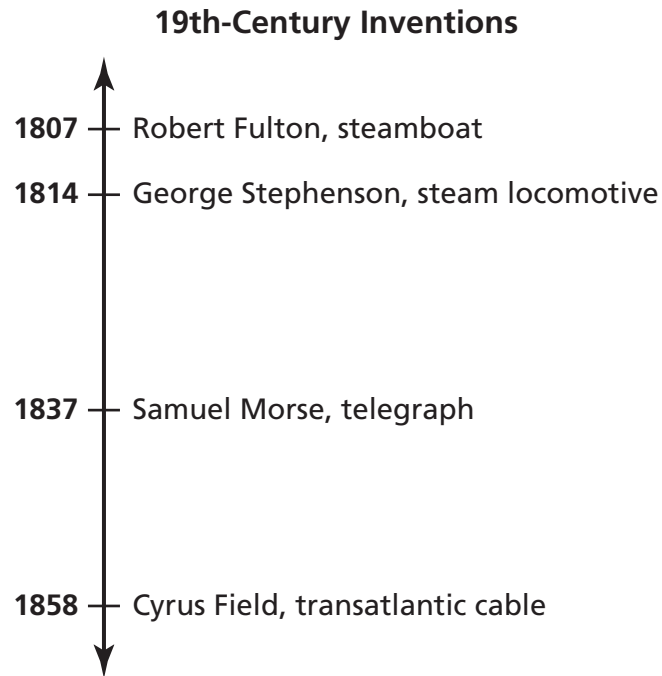 19th-Century Inventions
1807 Robert Fulton, steamboat
1814 George Stephenson, steam locomotive
1837 Samuel Morse, telegraph
1858 Cyrus Field, transatlantic cable